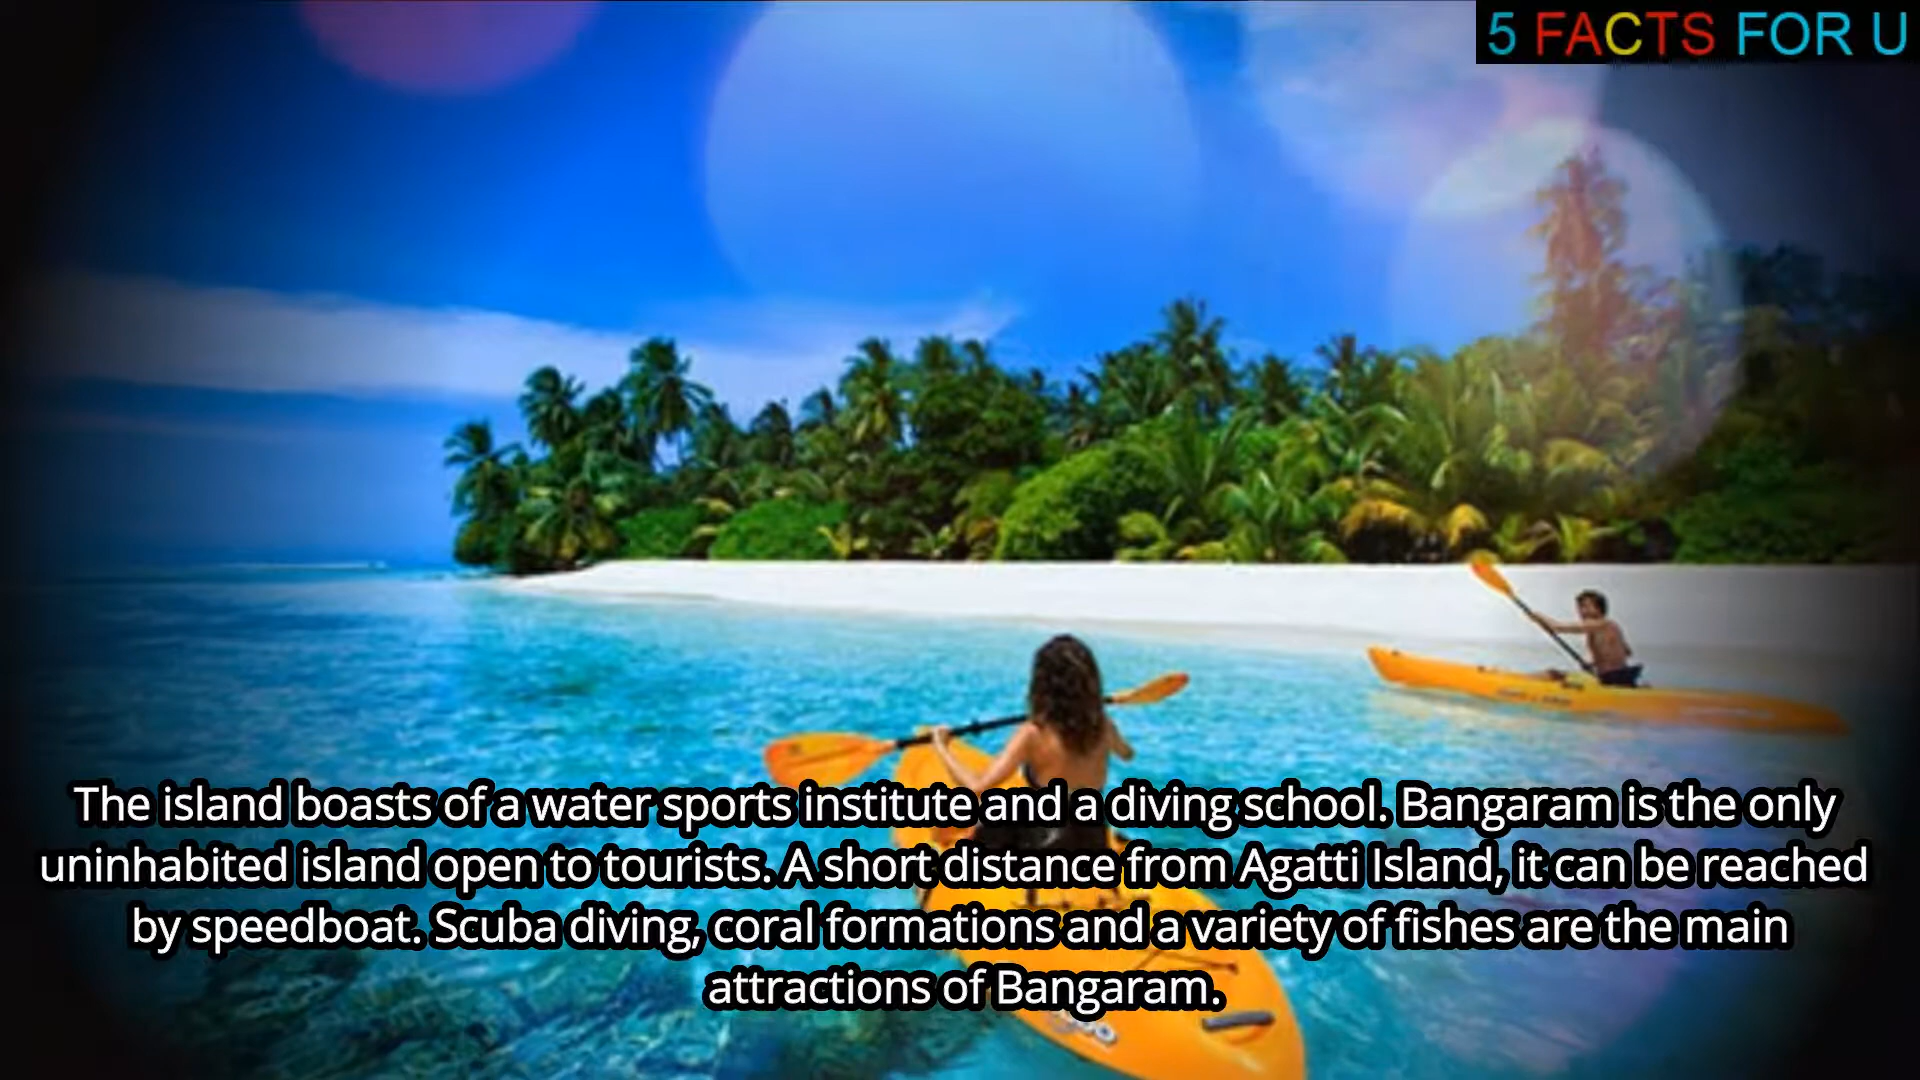 5 FACTS FOR U
The island boasts of a water sports institute and a diving school. Bangaram is the only
uninhabited island open to tourists. A short distance from Agatti Island, it can be reached
by speedboat. Scuba diving, coral formations and a variety of fishes are the main
attractions of Bangaram.